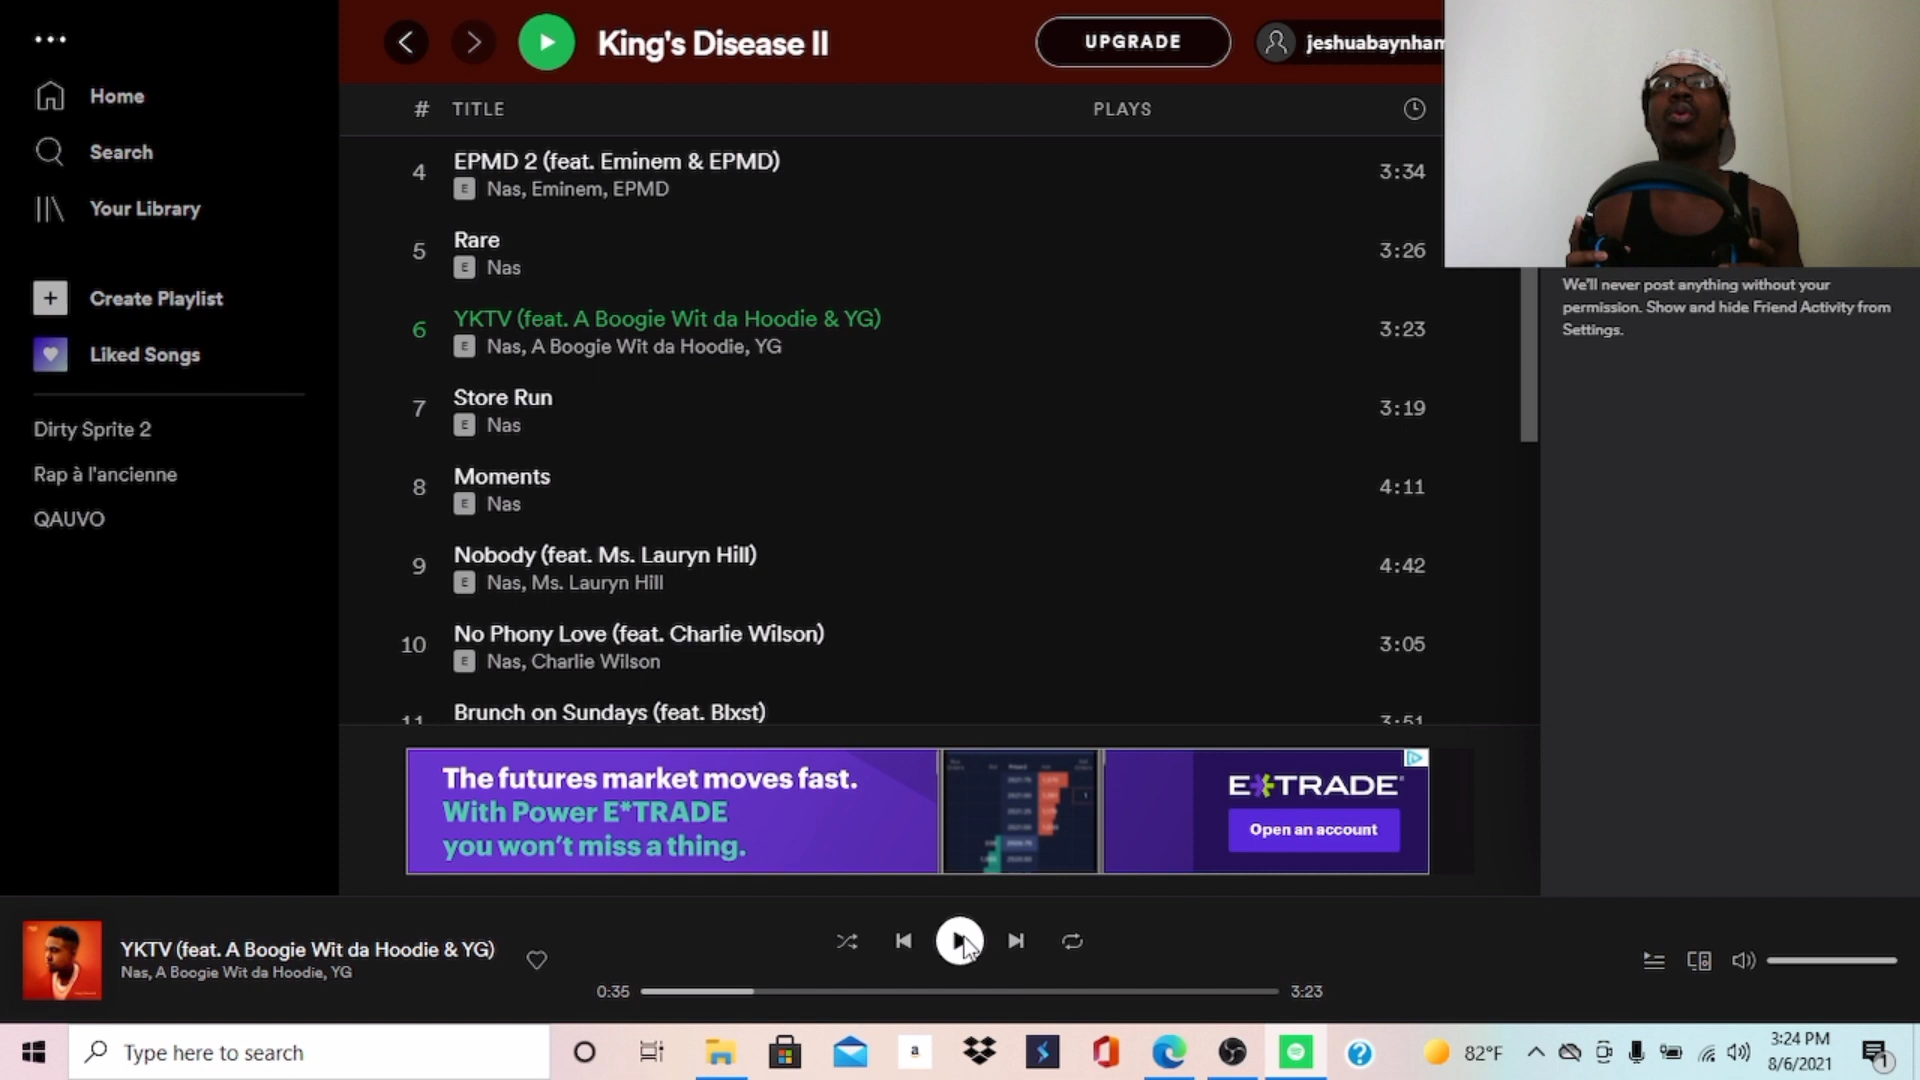 Home
Search
Your Library
Create Playlist
Liked Songs
Dirty Sprite 2
Rap à l'ancienne
QAUVO
King's Disease II
UPGRADE
jeshuabaynham
# TITLE PLAYS
4 EPMD 2 (feat. Eminem & EPMD) 3:34
E Nas, Eminem, EPMD
5 Rare 3:26
E Nas
6 YKTV (feat. A Boogie Wit da Hoodie & YG) 3:23
E Nas, A Boogie Wit da Hoodie, YG
7 Store Run 3:19
E Nas
8 Moments 4:11
E Nas
9 Nobody (feat. Ms. Lauryn Hill) 4:42
E Nas, Ms. Lauryn Hill
10 No Phony Love (feat. Charlie Wilson) 3:05
E Nas, Charlie Wilson
11 Brunch on Sundays (feat. Blxst) 3:51
We'll never post anything without your
permission. Show and hide Friend Activity from
Settings.
The futures market moves fast.
With Power E*TRADE
you won't miss a thing.
E*TRADE
Open an account
YKTV (feat. A Boogie Wit da Hoodie & YG)
Nas, A Boogie Wit da Hoodie, YG
0:35
3:23
Type here to search
a
82°F
3:24 PM
8/6/2021
1